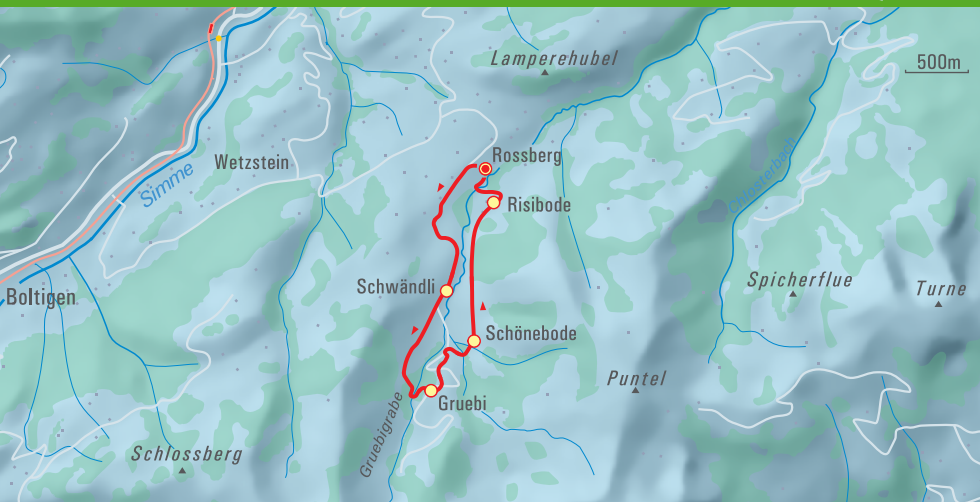 Lamperehubel
500m
Rossberg
Wetzstein
Simme
Risibode
Spicherflue
Schwändli
Turne
Boltigen
Schönebode
Puntel
Gruebi
Gruebigrabe
Schlossberg